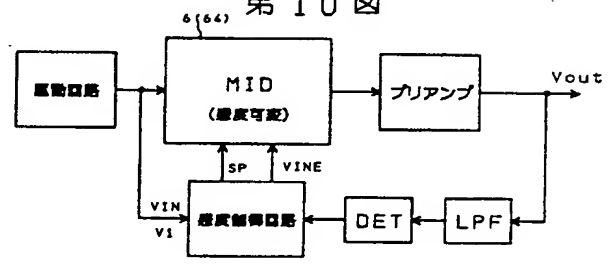 第10図
6(64)
駆動回路
MID
(感度可変)
プリアンプ
Vout
SP
VINE
VIN
V1
感度制御回路
DET
LPF